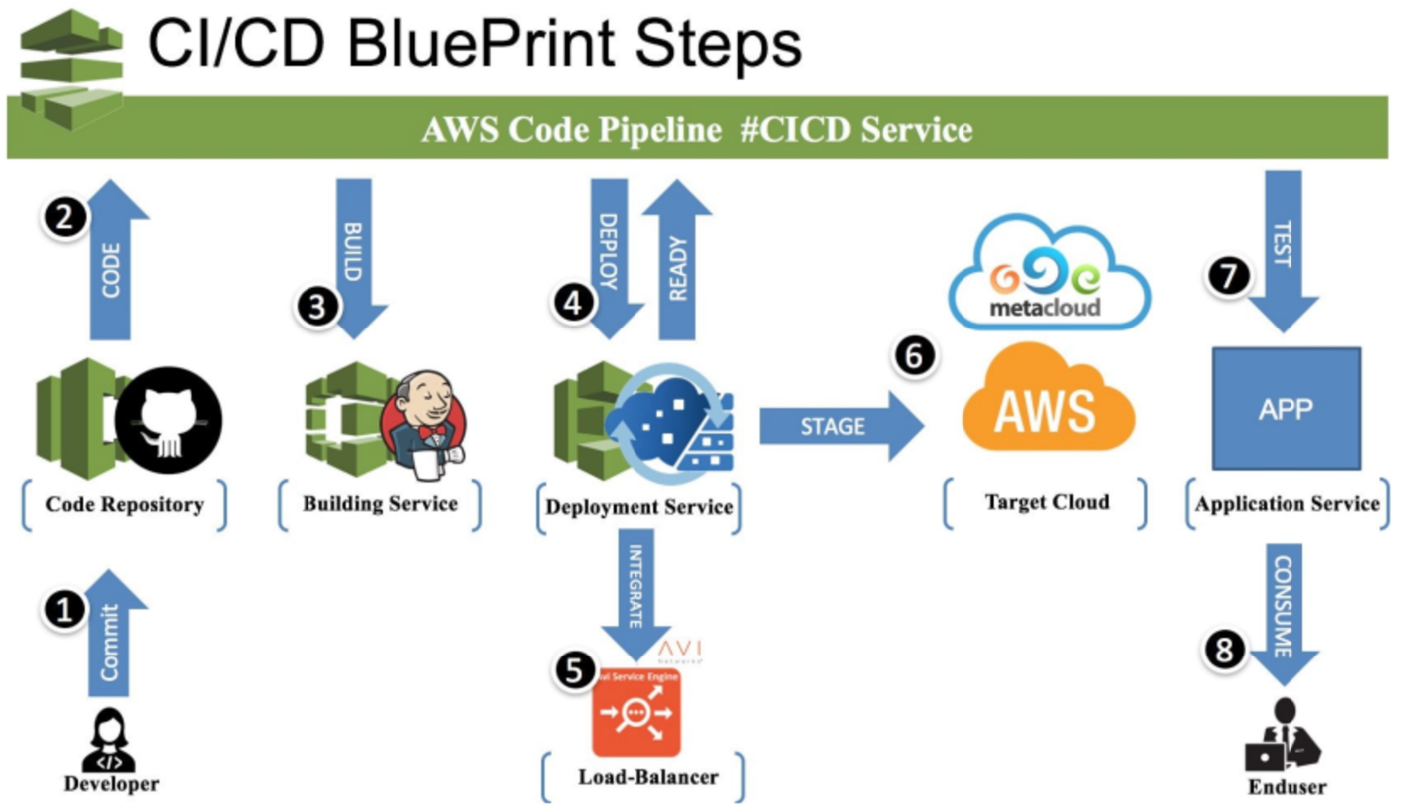 CI/CD BluePrint Steps
AWS Code Pipeline #CICD Service
2
CODE
BUILD
3
DEPLOY
4
READY
metacloud
6
AWS
TEST
7
APP
STAGE
Code Repository
Building Service
Deployment Service
Target Cloud
Application Service
1
Commit
Developer
INTEGRATE
AVI
Networks
5
vi Service Engine
Load-Balancer
CONSUME
8
Enduser